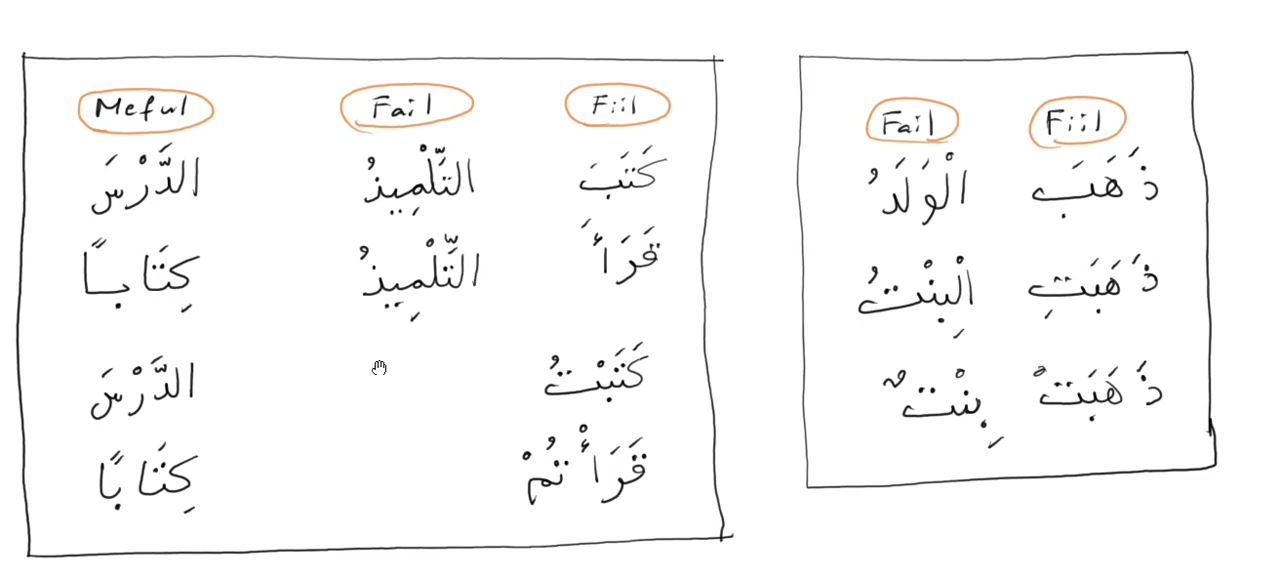 Fiil Fail Meful
كَتَبَ التِّلْمِيذُ الدَّرْسَ
قَرَأَ التِّلْمِيذُ كِتَابًا
كَتَبْتُ الدَّرْسَ
قَرَأْتُمْ كِتَابًا
Fiil Fail
ذَهَبَ الْوَلَدُ
ذَهَبَتِ الْبِنْتُ
ذَهَبَتْ بِنْتٌ